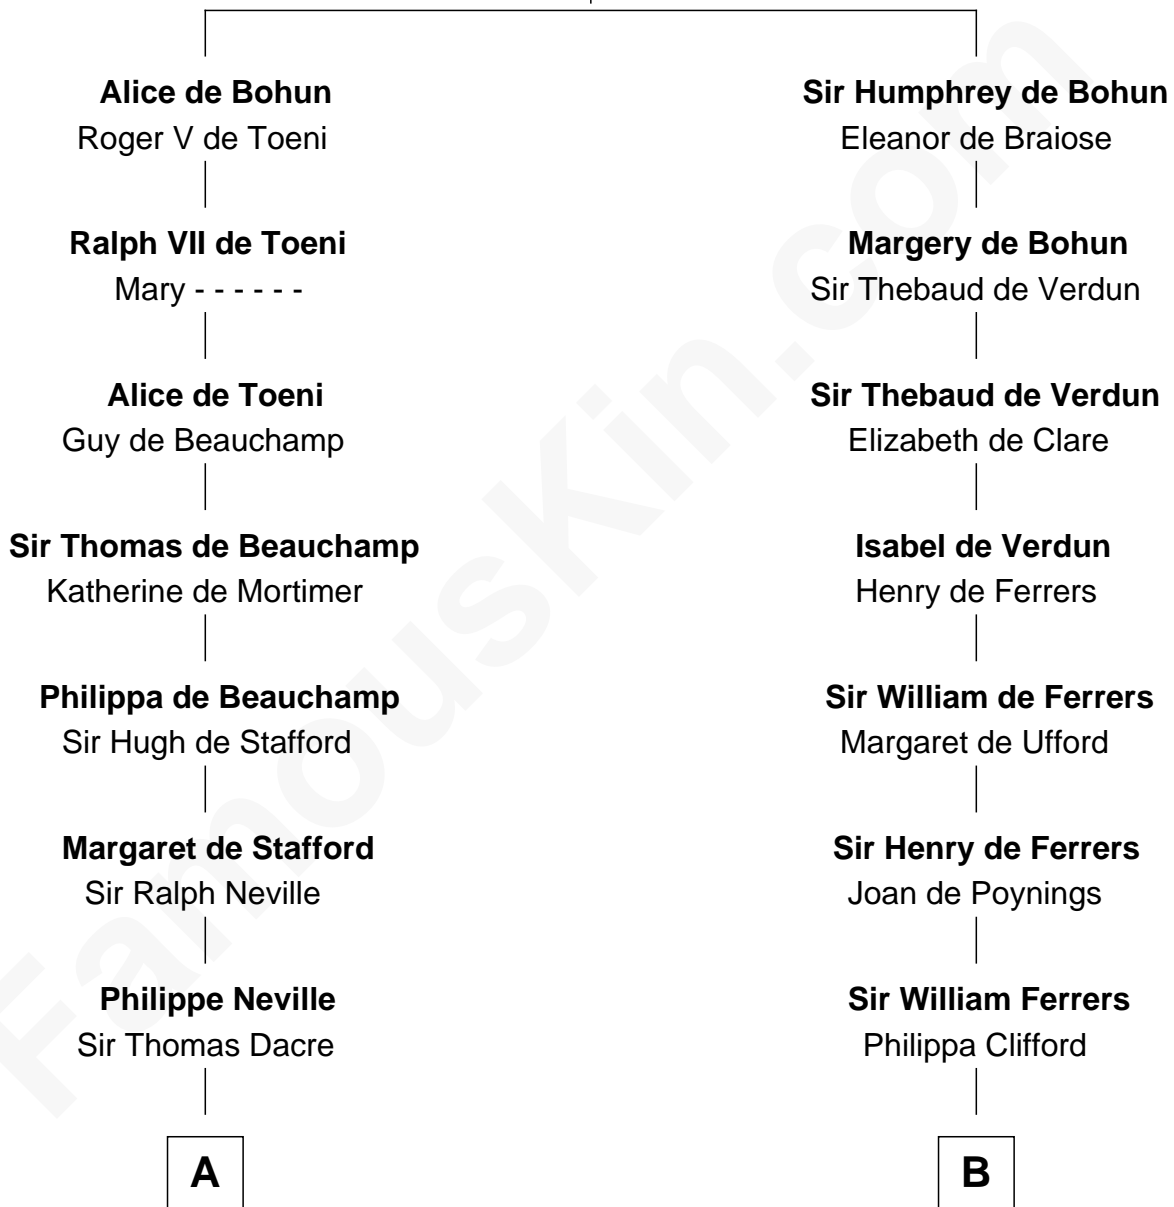 Alice de Bohun
Roger V de Toeni
Ralph VII de Toeni
Mary - - - - - -
Alice de Toeni
Guy de Beauchamp
Sir Thomas de Beauchamp
Katherine de Mortimer
Philippa de Beauchamp
Sir Hugh de Stafford
Margaret de Stafford
Sir Ralph Neville
Philippe Neville
Sir Thomas Dacre
A
Sir Humphrey de Bohun
Eleanor de Braiose
Margery de Bohun
Sir Thebaud de Verdun
Sir Thebaud de Verdun
Elizabeth de Clare
Isabel de Verdun
Henry de Ferrers
Sir William de Ferrers
Margaret de Ufford
Sir Henry de Ferrers
Joan de Poynings
Sir William Ferrers
Philippa Clifford
B
FamousKin.com